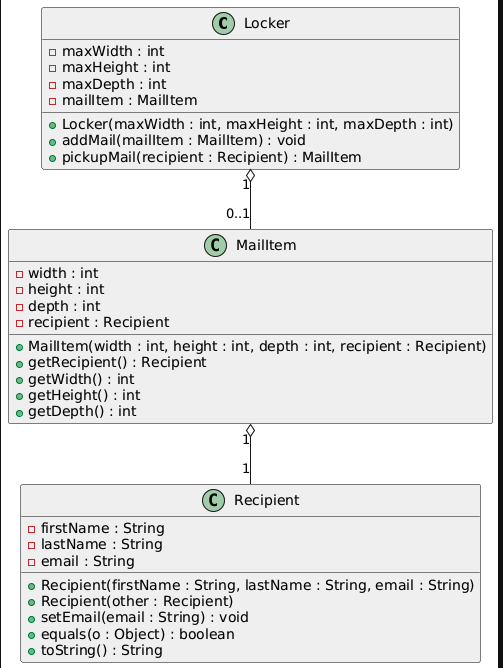 C Locker
maxWidth : int
maxHeight : int
maxDepth : int
mailItem : MailItem
Locker(maxWidth : int, maxHeight : int, maxDepth : int)
addMail(mailItem : MailItem) : void
pickupMail(recipient : Recipient) : MailItem
1
0..1
C MailItem
width : int
height : int
depth : int
recipient : Recipient
MailItem(width : int, height : int, depth : int, recipient : Recipient)
getRecipient() : Recipient
getWidth() : int
getHeight() : int
getDepth() : int
1
1
C Recipient
firstName : String
lastName : String
email : String
Recipient(firstName : String, lastName : String, email : String)
Recipient(other : Recipient)
setEmail(email : String) : void
equals(o : Object) : boolean
toString() : String